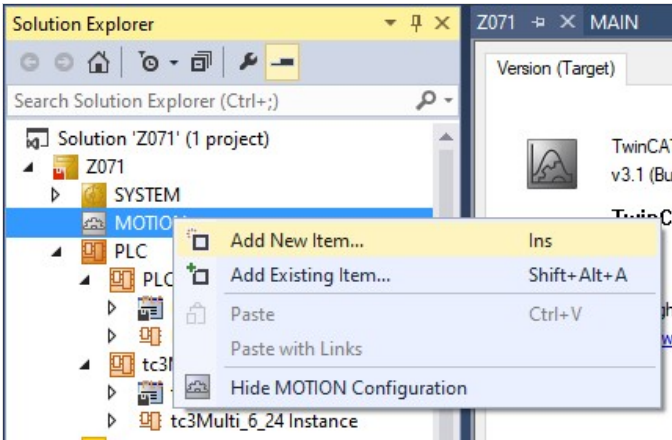 Solution Explorer
Z071
MAIN
Search Solution Explorer (Ctrl+;)
Version (Target)
Solution 'Z071' (1 project)
Z071
SYSTEM
MOTION
PLC
PLC
tc3Multi_6_24 Instance
v3.1 (Bu
Add New Item... Ins
Add Existing Item... Shift+Alt+A
Paste Ctrl+V
Paste with Links
Hide MOTION Configuration